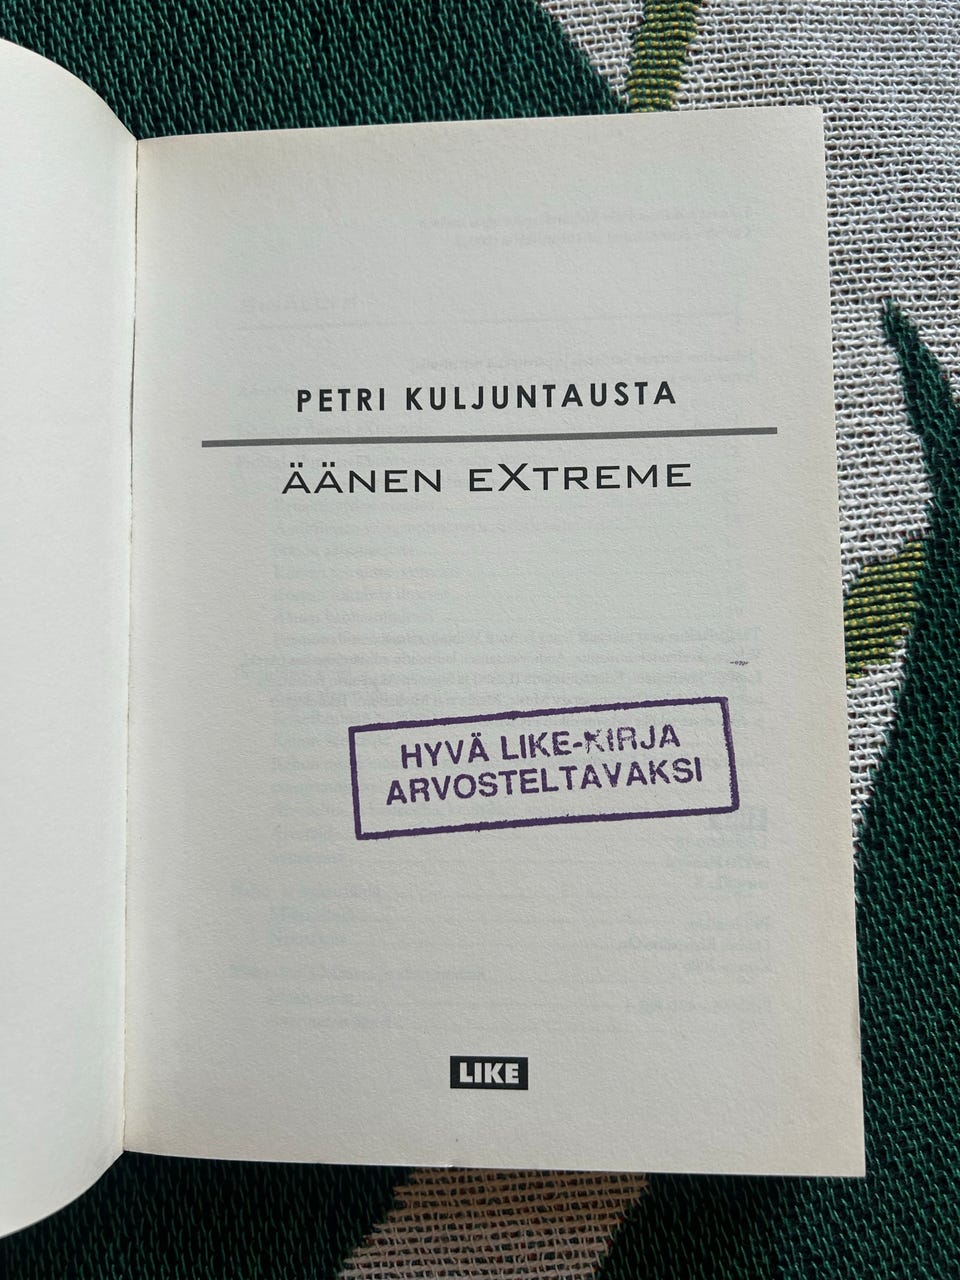 PETRI KULJUNTAUSTA
ÄÄNEN eXTREME
HYVÄ LIKE-KIRJA
ARVOSTELTAVAKSI
LIKE